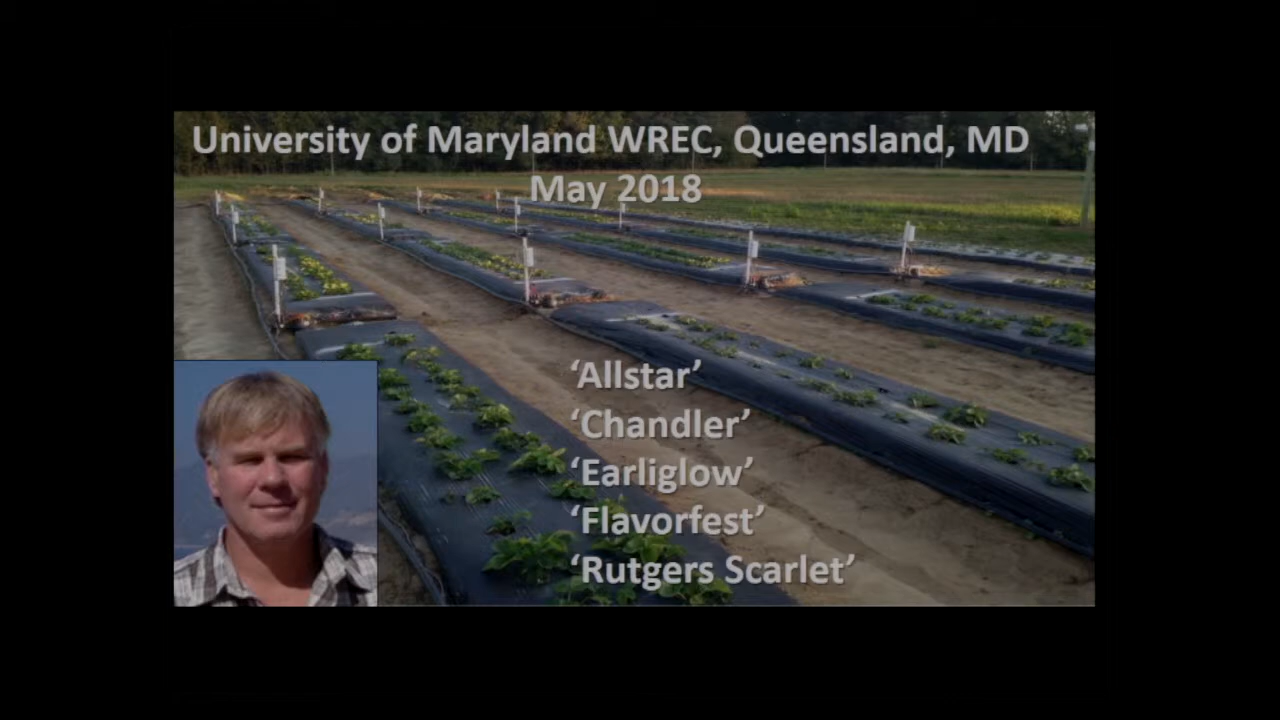 University of Maryland WREC, Queensland, MD
May 2018
‘Allstar’
‘Chandler’
‘Earliglow’
‘Flavorfest’
‘Rutgers Scarlet’